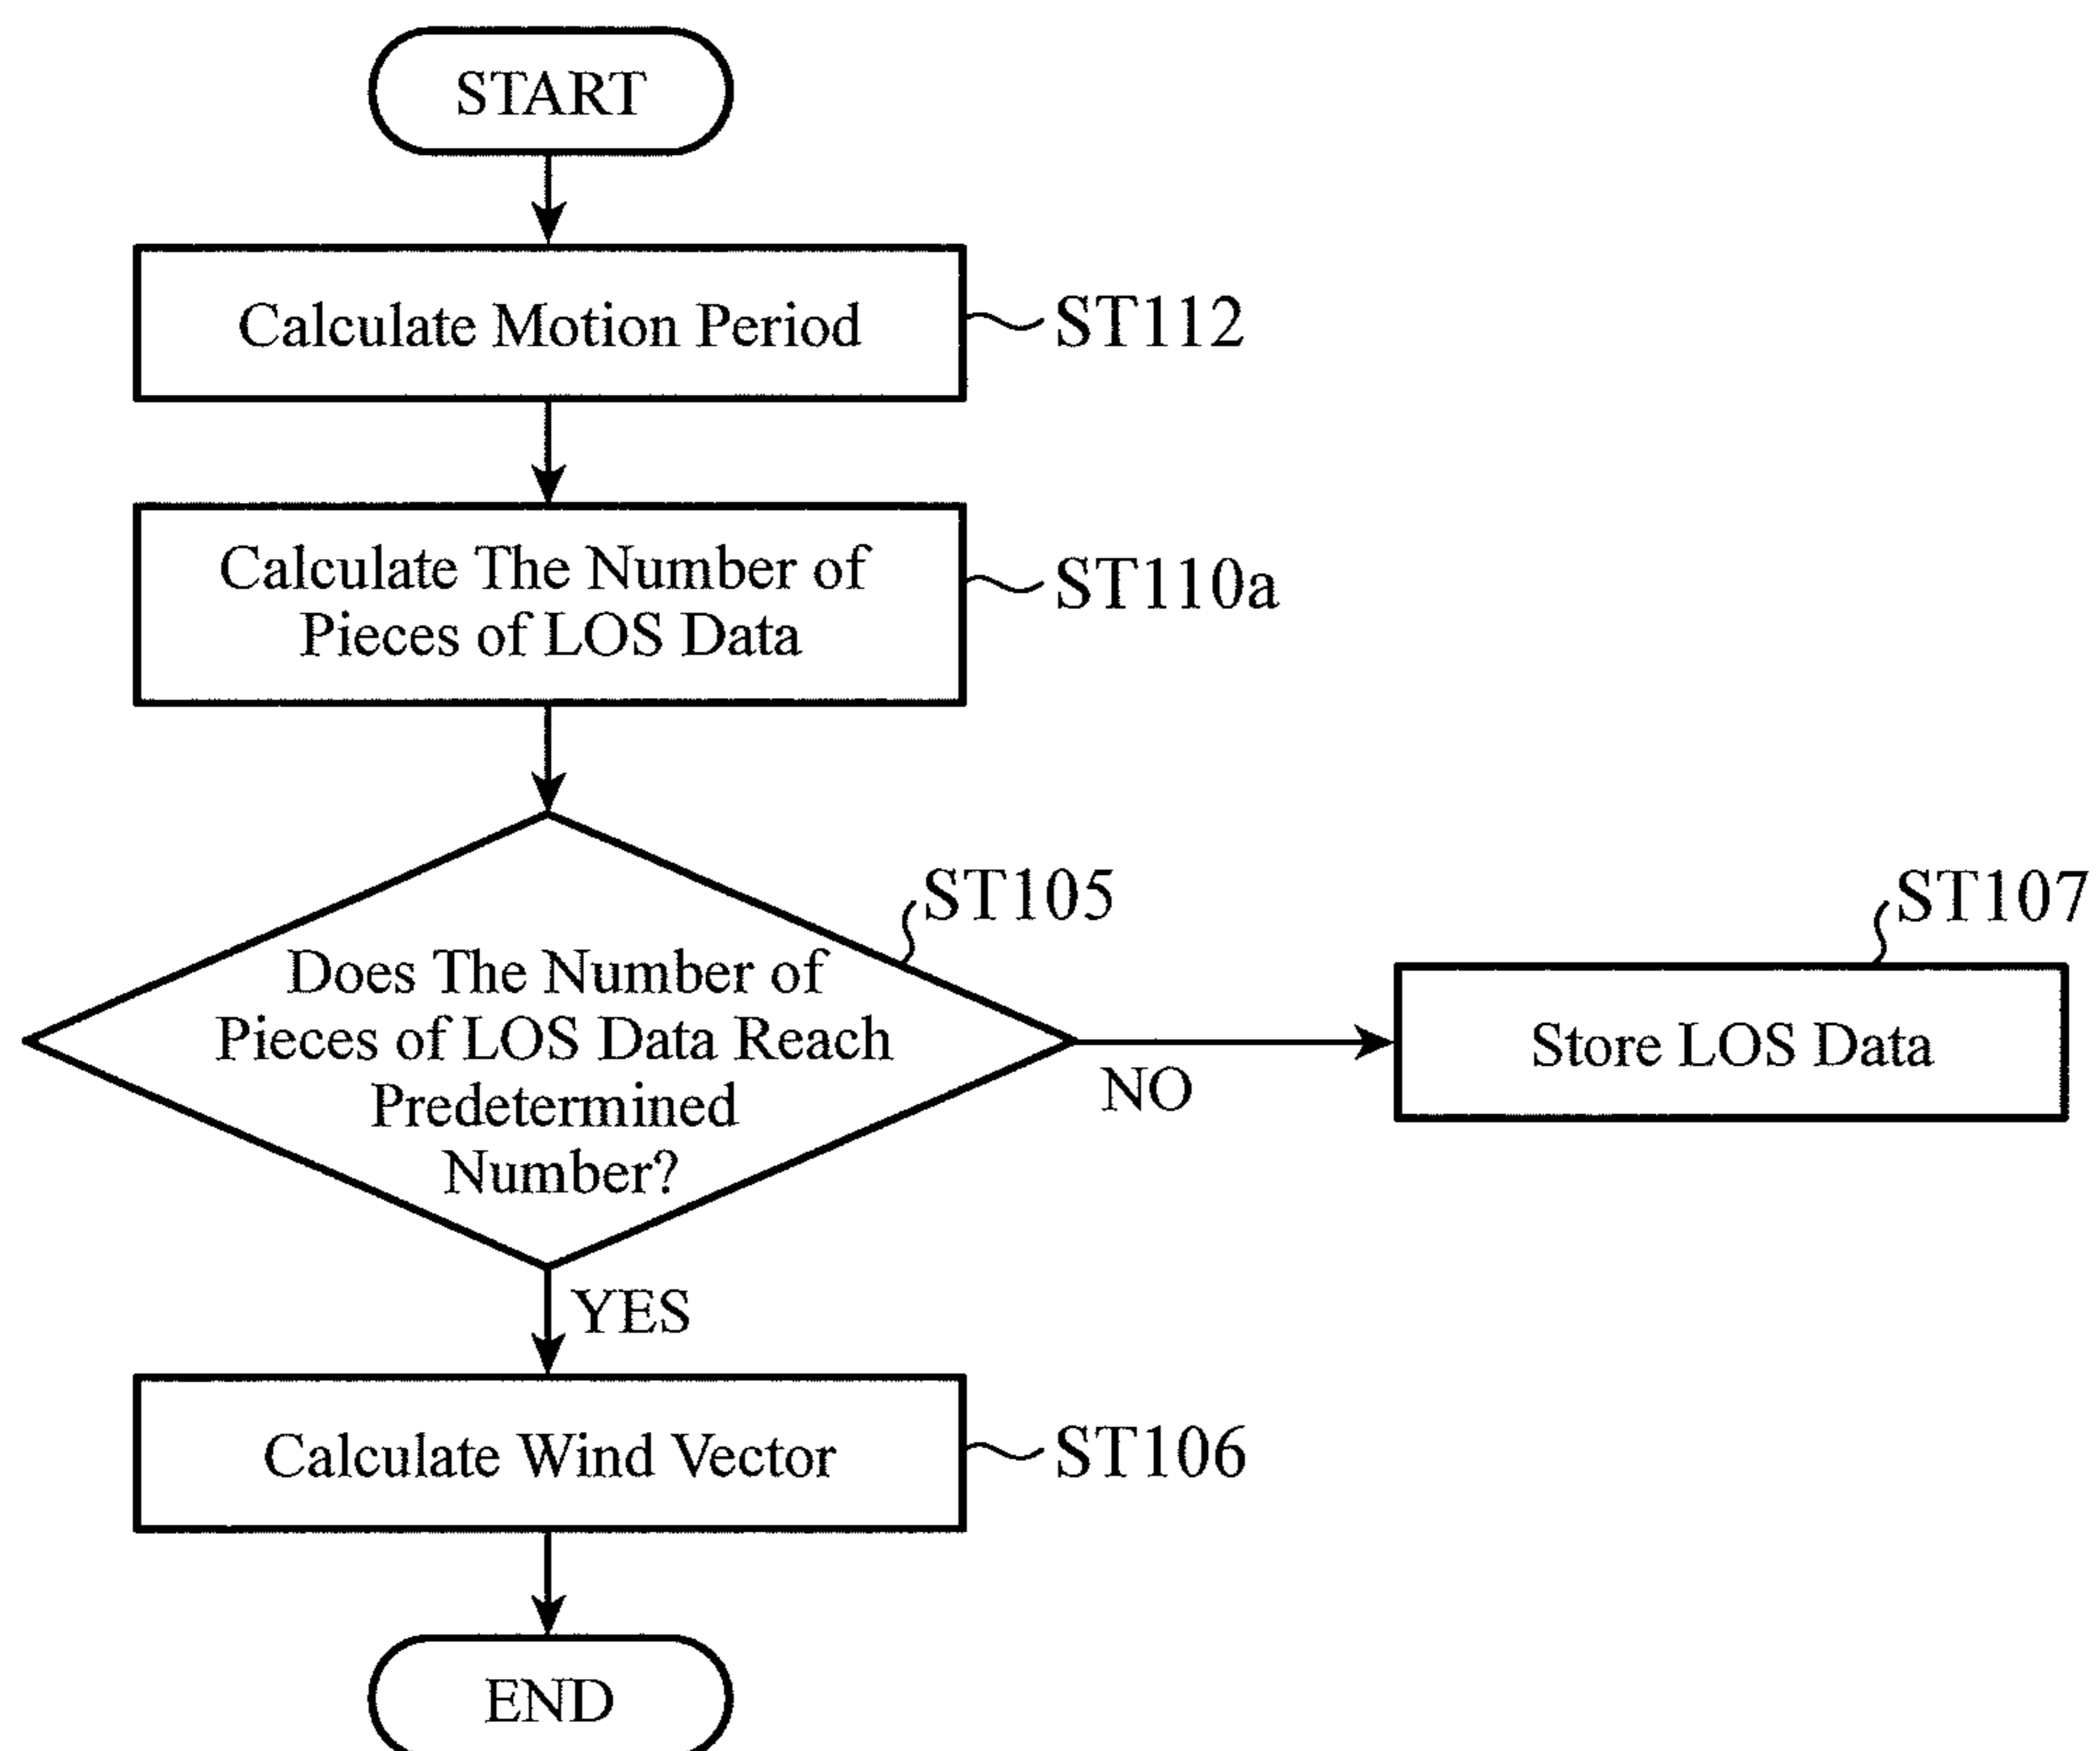 START
Calculate Motion Period
ST112
Calculate The Number of
Pieces of LOS Data
ST110a
ST105
Does The Number of
Pieces of LOS Data Reach
Predetermined
Number?
NO
ST107
Store LOS Data
YES
Calculate Wind Vector
ST106
END